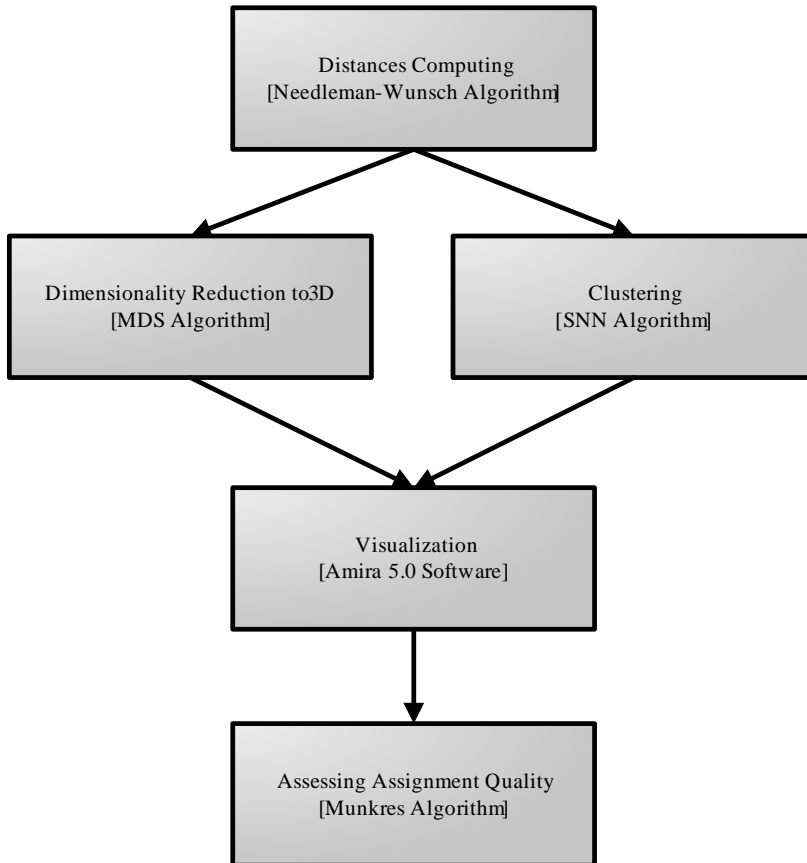 Distances Computing
[Needleman-Wunsch Algorithm]
Dimensionality Reduction to3D
[MDS Algorithm]
Clustering
[SNN Algorithm]
Visualization
[Amira 5.0 Software]
Assessing Assignment Quality
[Munkres Algorithm]